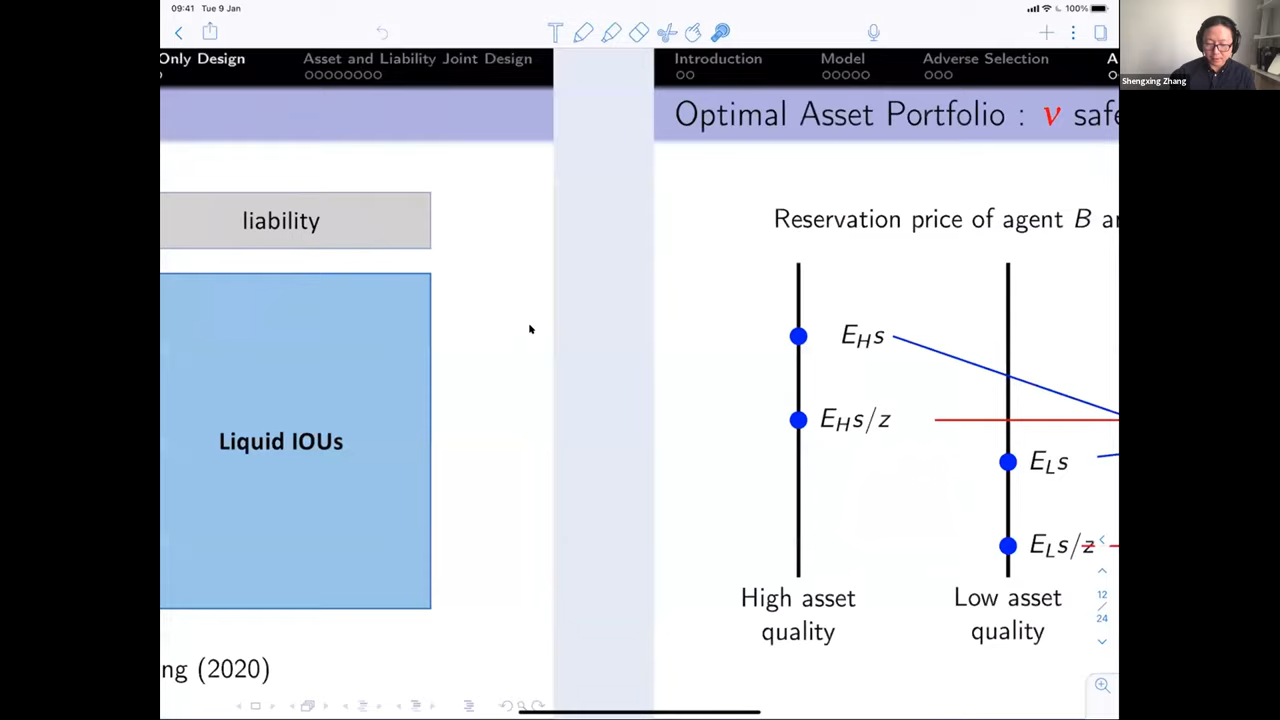 09:41 Tue 9 Jan
100%
Only Design
Asset and Liability Joint Design
liability
Liquid IOUs
ng (2020)
Introduction
Model
Adverse Selection
A
Optimal Asset Portfolio : ν safe
Reservation price of agent B an
E_H s
E_H s/z
E_L s
E_L s/z
High asset
quality
Low asset
quality
12
/
24
Shengxing Zhang